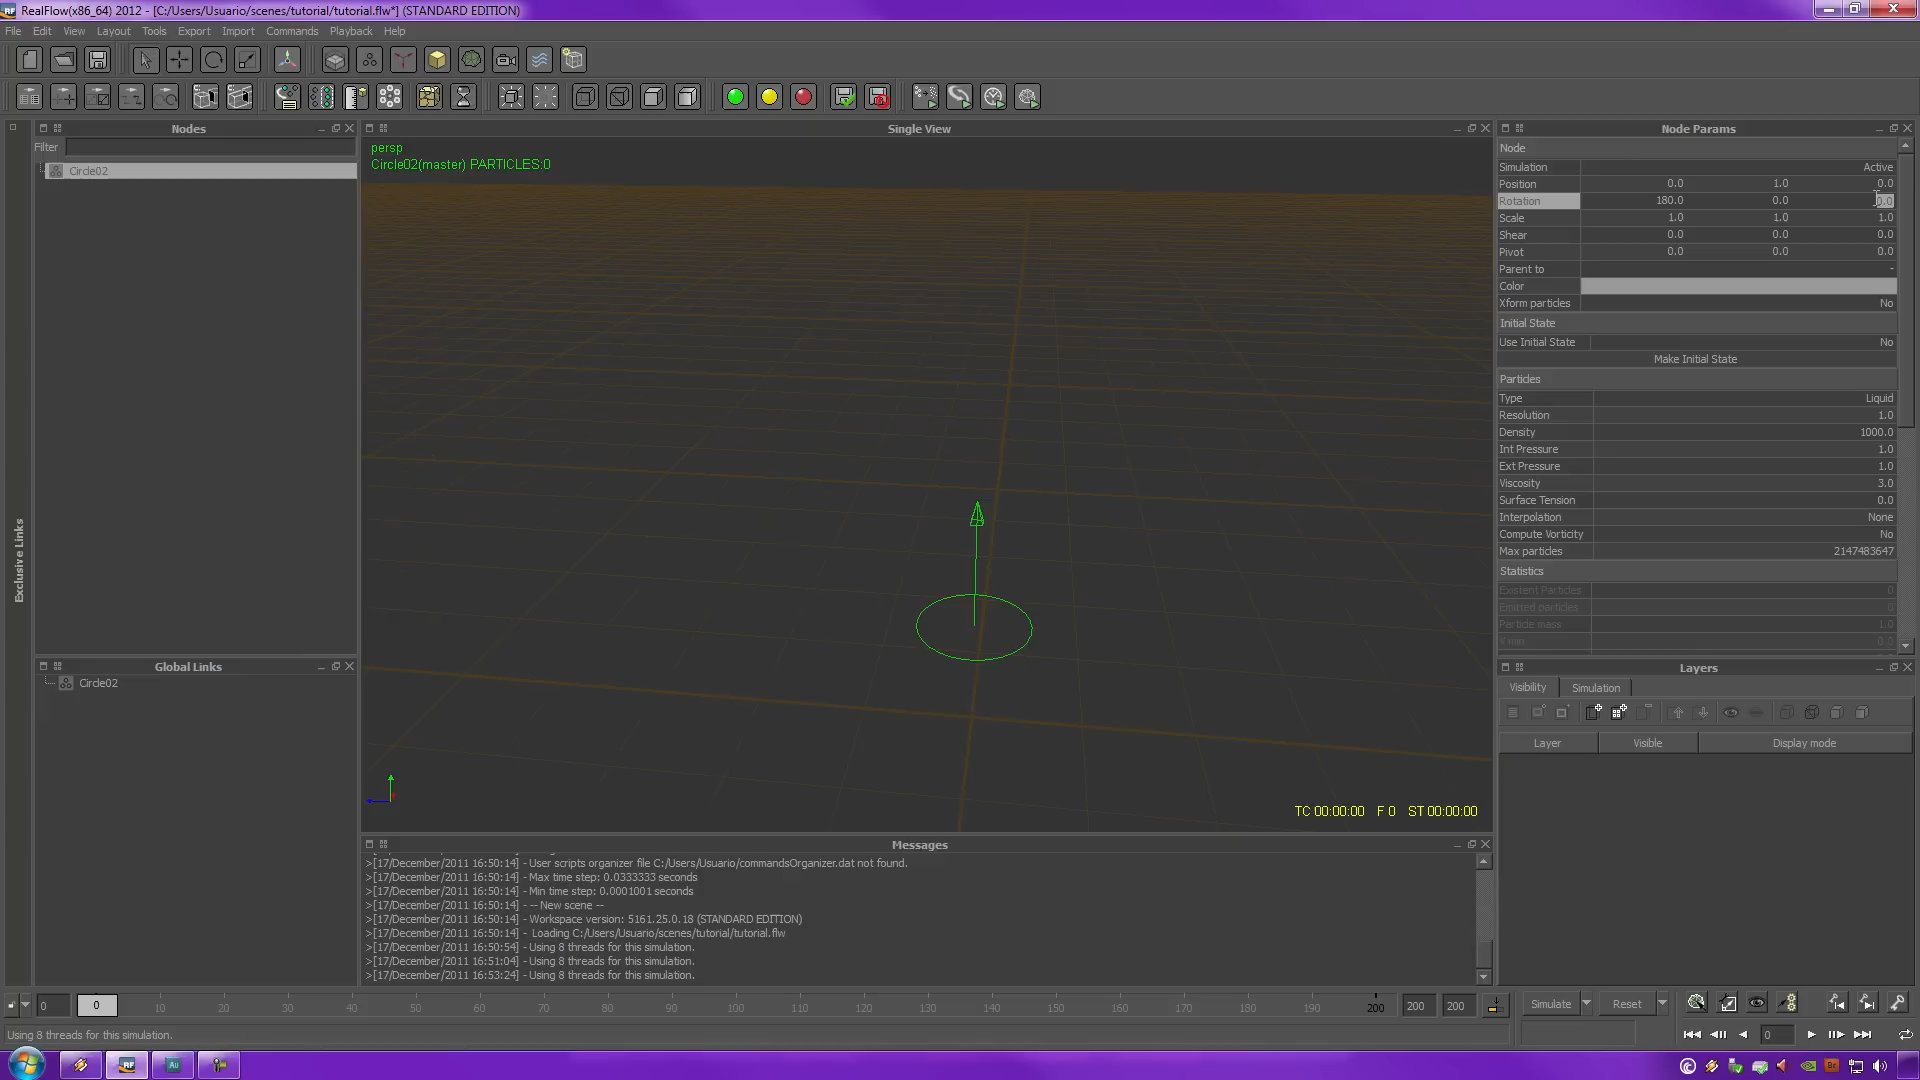 RealFlow(x86_64) 2012 - [C:/Users/Usuario/scenes/tutorial/tutorial.flw*] (STANDARD EDITION)
File Edit View Layout Tools Export Import Commands Playback Help
Nodes
Filter
Circle02
Exclusive Links
Global Links
Circle02
Single View
persp
Circle02(master) PARTICLES:0
TC 00:00:00 F 0 ST 00:00:00
Messages
>[17/December/2011 16:50:14] - User scripts organizer file C:/Users/Usuario/commandsOrganizer.dat not found.
>[17/December/2011 16:50:14] - Max time step: 0.0333333 seconds
>[17/December/2011 16:50:14] - Min time step: 0.0001001 seconds
>[17/December/2011 16:50:14] - -- New scene --
>[17/December/2011 16:50:14] - Workspace version: 5161.25.0.18 (STANDARD EDITION)
>[17/December/2011 16:50:14] - Loading C:/Users/Usuario/scenes/tutorial/tutorial.flw
>[17/December/2011 16:50:54] - Using 8 threads for this simulation.
>[17/December/2011 16:51:04] - Using 8 threads for this simulation.
>[17/December/2011 16:53:24] - Using 8 threads for this simulation.
Node Params
Node
Simulation Active
Position 0.0 1.0 0.0
Rotation 180.0 0.0 0.0
Scale 1.0 1.0 1.0
Shear 0.0 0.0 0.0
Pivot 0.0 0.0 0.0
Parent to -
Color
Xform particles No
Initial State
Use Initial State No
Make Initial State
Particles
Type Liquid
Resolution 1.0
Density 1000.0
Int Pressure 1.0
Ext Pressure 1.0
Viscosity 3.0
Surface Tension 0.0
Interpolation None
Compute Vorticity No
Max particles 2147483647
Statistics
Existent Particles 0
Emitted particles 0
Particle mass 1.0
V min 0.0
Layers
Visibility Simulation
Layer Visible Display mode
0 0 10 20 30 40 50 60 70 80 90 100 110 120 130 140 150 160 170 180 190 200 200 200
Simulate Reset
Using 8 threads for this simulation.
0
RF Au Br